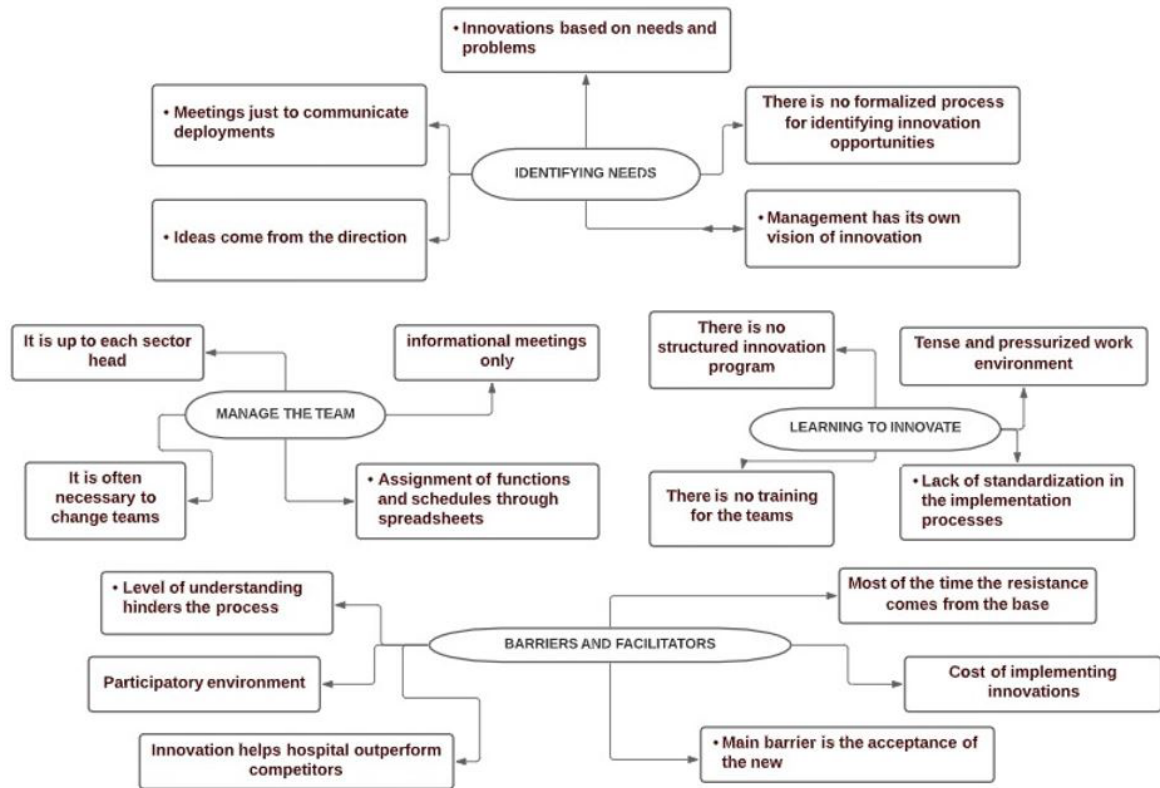 • Innovations based on needs and
problems
• Meetings just to communicate
deployments
There is no formalized process
for identifying innovation
opportunities
IDENTIFYING NEEDS
• Ideas come from the direction
• Management has its own
vision of innovation
It is up to each sector
head
informational meetings
only
MANAGE THE TEAM
It is often
necessary to
change teams
• Assignment of functions
and schedules through
spreadsheets
There is no
structured innovation
program
Tense and pressurized work
environment
LEARNING TO INNOVATE
There is no training
for the teams
• Lack of standardization in
the implementation
processes
• Level of understanding
hinders the process
Most of the time the resistance
comes from the base
BARRIERS AND FACILITATORS
Participatory environment
Cost of implementing
innovations
Innovation helps hospital outperform
competitors
• Main barrier is the acceptance of
the new